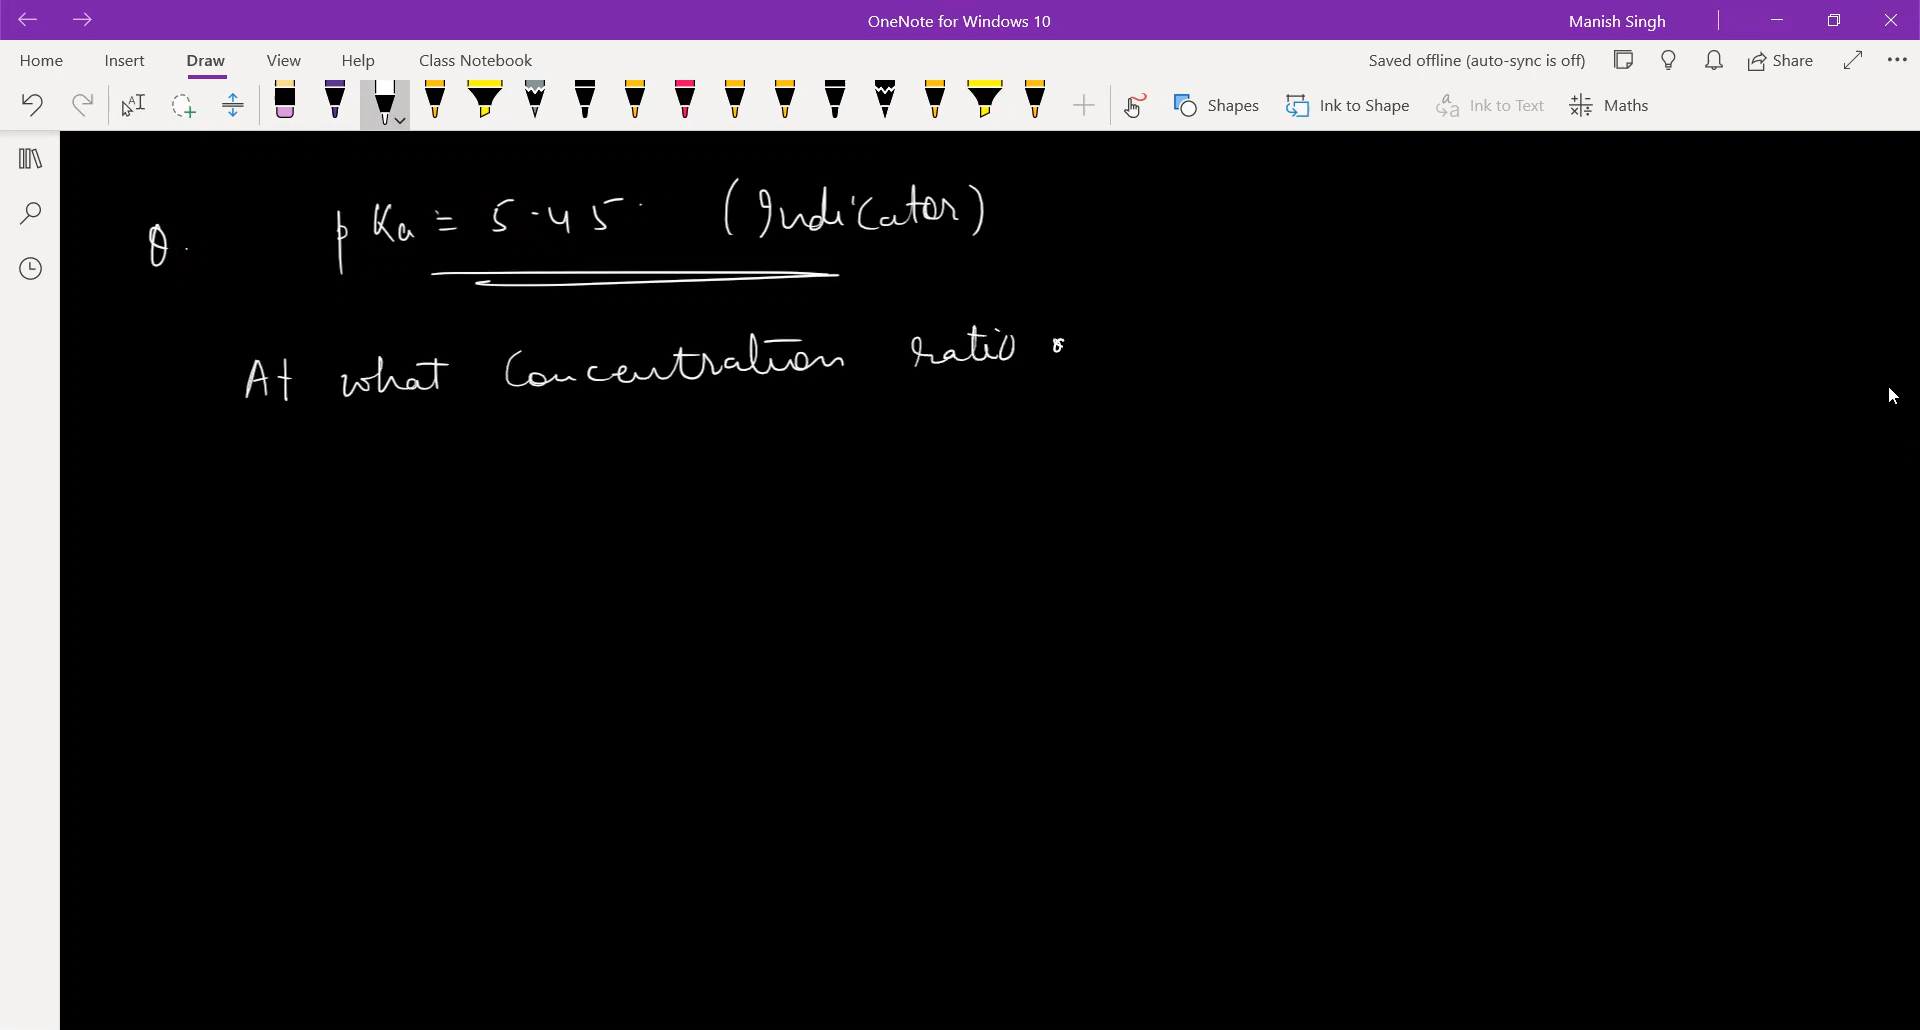 OneNote for Windows 10
Manish Singh
Home Insert Draw View Help Class Notebook
Saved offline (auto-sync is off) Share
Shapes Ink to Shape Ink to Text Maths
Q. pKa = 5.45 (Indicator)
At what Concentration ratio